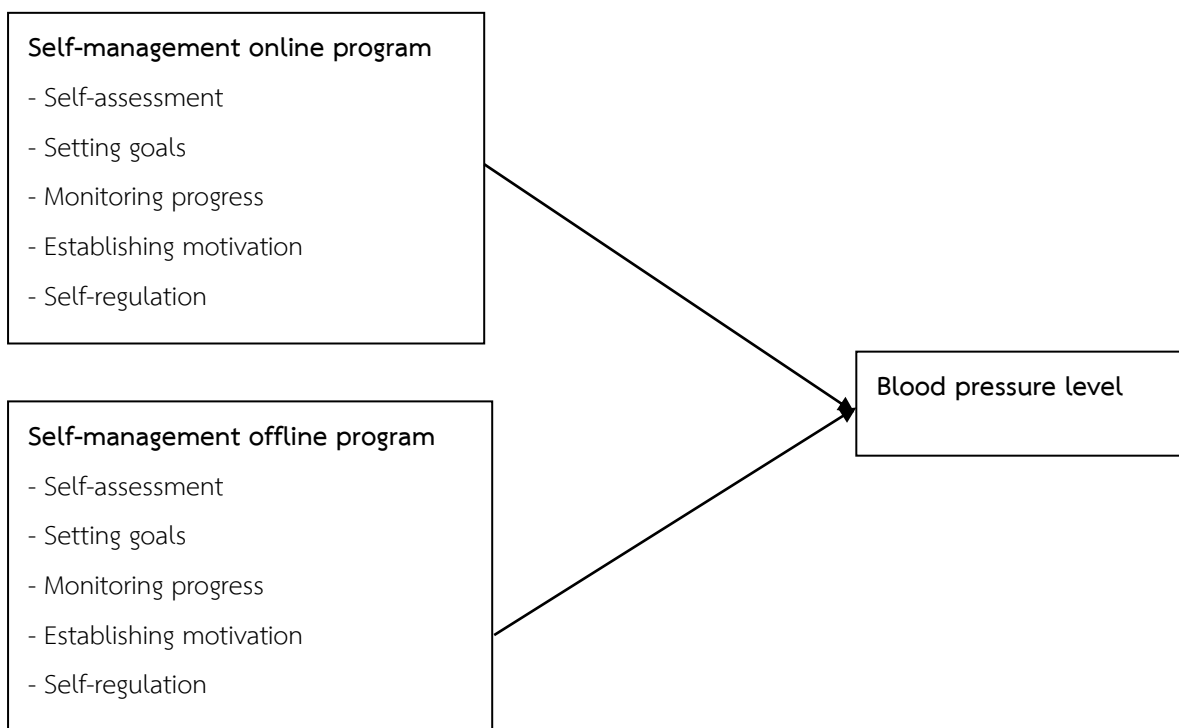 Self-management online program
- Self-assessment
- Setting goals
- Monitoring progress
- Establishing motivation
- Self-regulation
Blood pressure level
Self-management offline program
- Self-assessment
- Setting goals
- Monitoring progress
- Establishing motivation
- Self-regulation